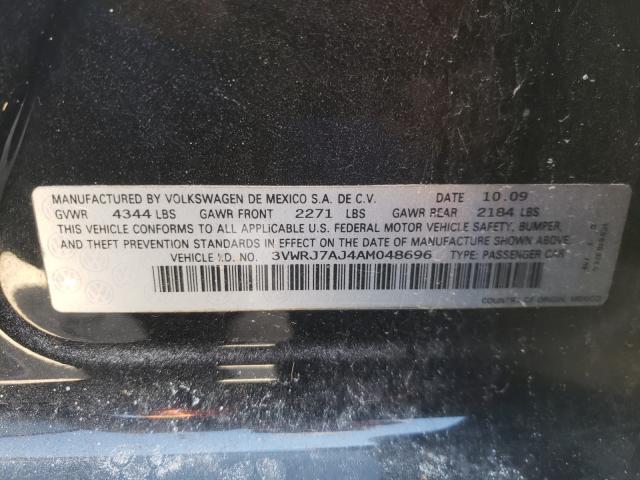 MANUFACTURED BY VOLKSWAGEN DE MEXICO S.A. DE C.V. DATE 10.09
GVWR 4344 LBS GAWR FRONT 2271 LBS GAWR REAR 2184 LBS
THIS VEHICLE CONFORMS TO ALL APPLICABLE U.S. FEDERAL MOTOR VEHICLE SAFETY, BUMPER,
AND THEFT PREVENTION STANDARDS IN EFFECT ON THE DATE OF MANUFACTURE SHOWN ABOVE.
VEHICLE I.D. NO. 3VWRJ7AJ4AM048696 TYPE: PASSENGER CAR
COUNTRY OF ORIGIN, MEXICO